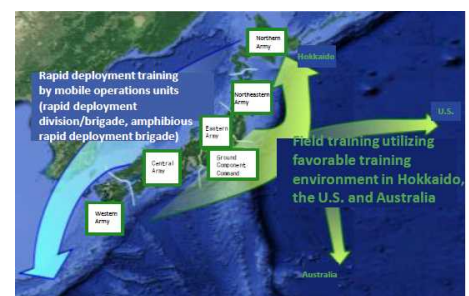 Northern
Army
Hokkaido
Rapid deployment training
by mobile operations units
(rapid deployment
division/brigade, amphibious
rapid deployment brigade)
Northeastern
Army
U.S.
Eastern
Army
Field training utilizing
favorable training
environment in Hokkaido,
the U.S. and Australia
Central
Army
Ground
Component
Command
Western
Army
Australia